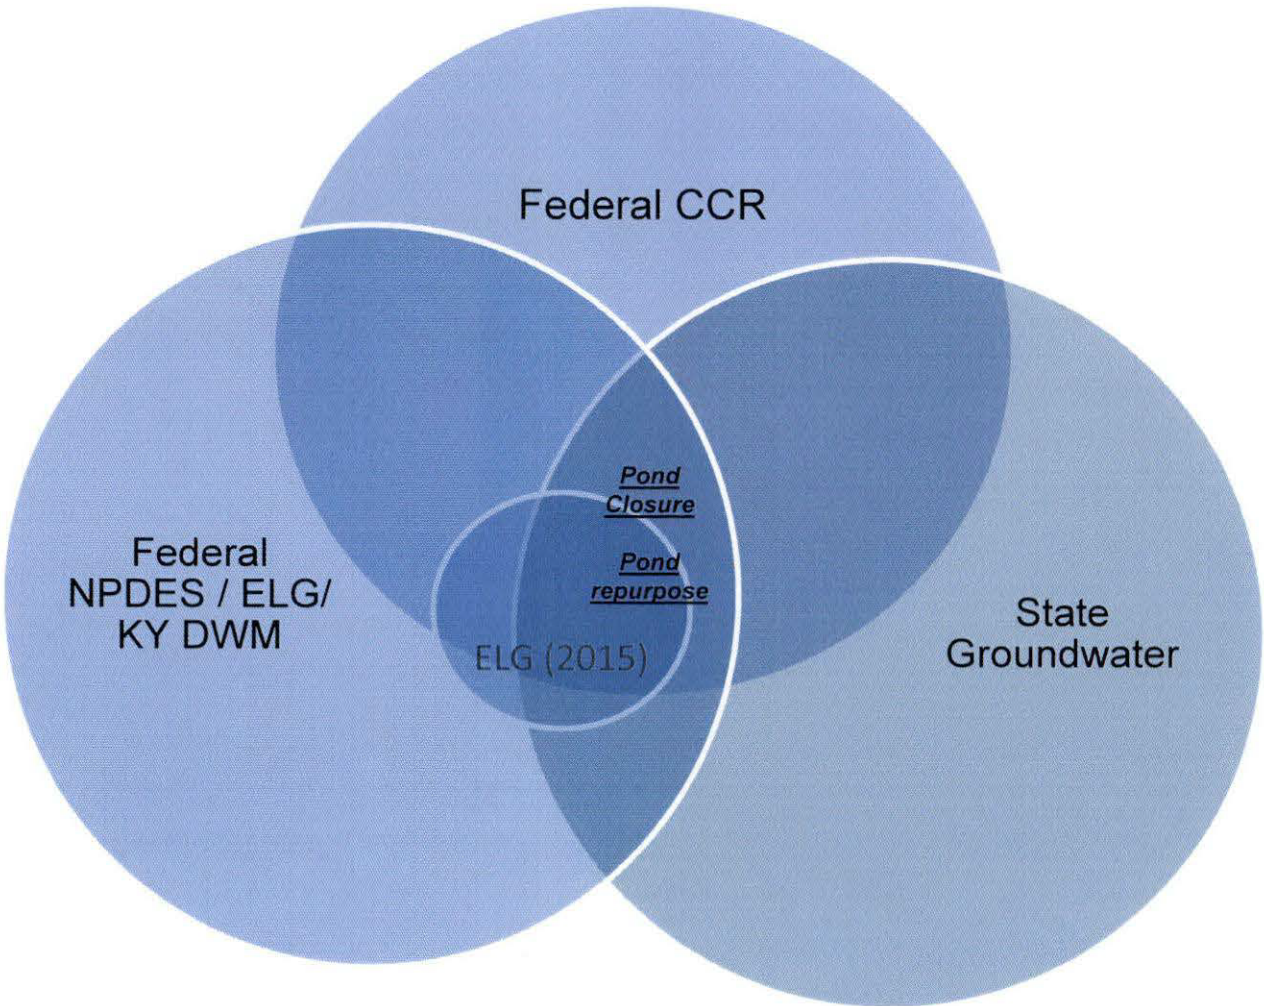 Federal CCR
Pond
Closure
Pond
repurpose
Federal
NPDES / ELG/
KY DWM
ELG (2015)
State
Groundwater